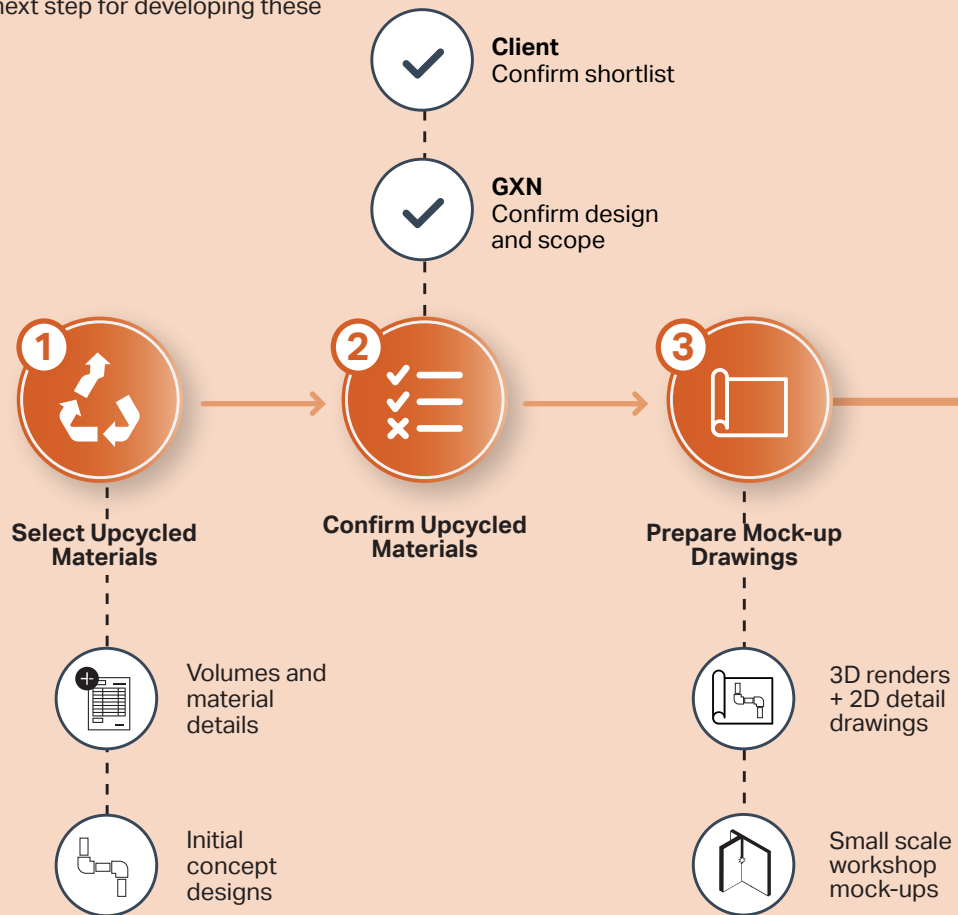 next step for developing these
Client
Confirm shortlist
GXN
Confirm design
and scope
1
2
3
Select Upcycled
Materials
Confirm Upcycled
Materials
Prepare Mock-up
Drawings
Volumes and
material
details
3D renders
+ 2D detail
drawings
Initial
concept
designs
Small scale
workshop
mock-ups